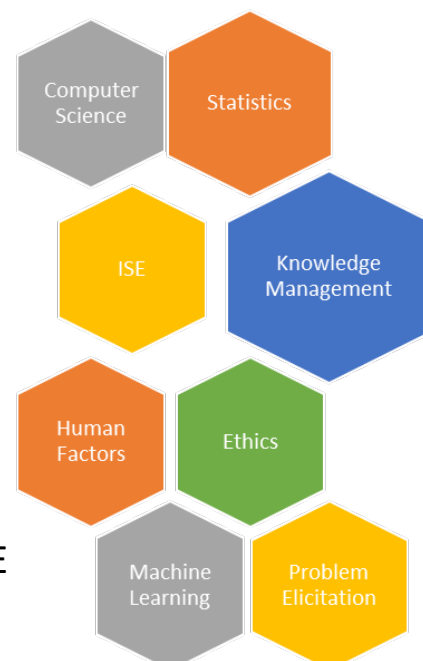 Computer
Science
Statistics
ISE
Knowledge
Management
Human
Factors
Ethics
E
Machine
Learning
Problem
Elicitation